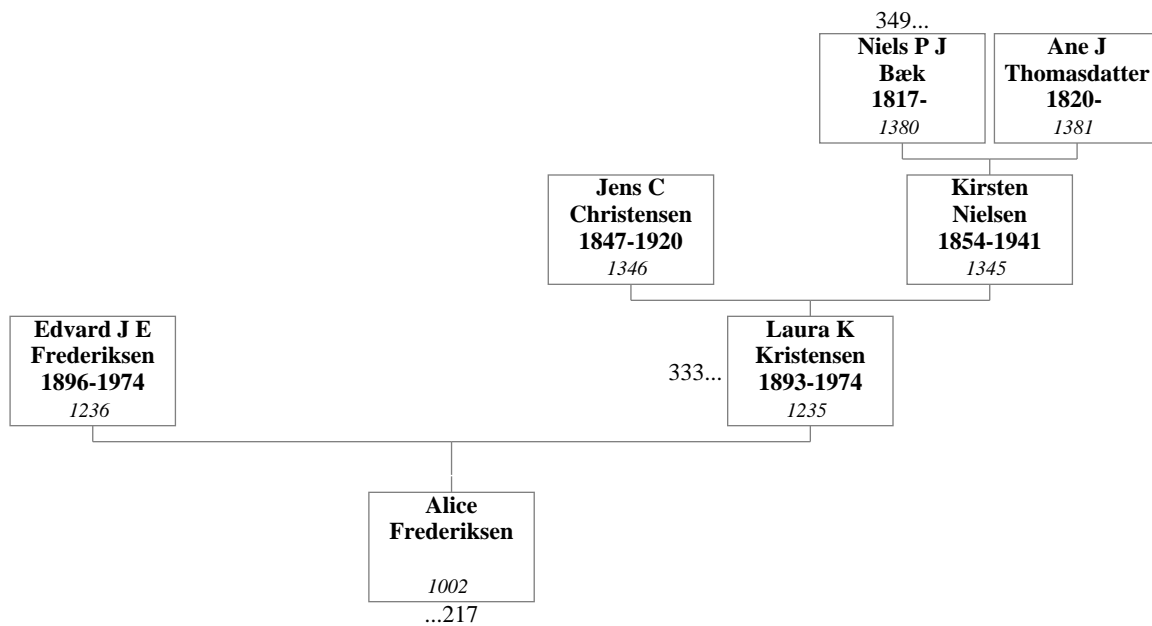 349...
Niels P J
Bæk
1817-
1380
Ane J
Thomasdatter
1820-
1381
Jens C
Christensen
1847-1920
1346
Kirsten
Nielsen
1854-1941
1345
Edvard J E
Frederiksen
1896-1974
1236
333...
Laura K
Kristensen
1893-1974
1235
Alice
Frederiksen
1002
...217